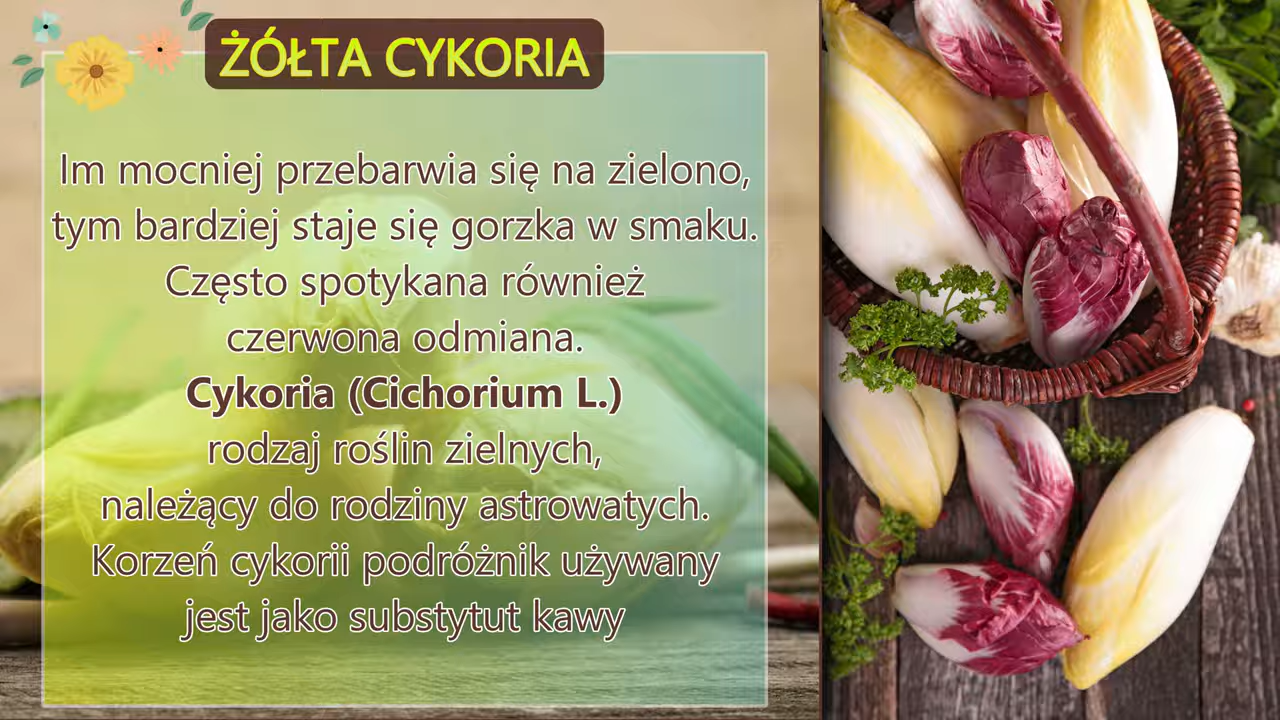 ŻÓŁTA CYKORIA
Im mocniej przebarwia się na zielono,
tym bardziej staje się gorzka w smaku.
Często spotykana również
czerwona odmiana.
Cykoria (Cichorium L.)
rodzaj roślin zielnych,
należący do rodziny astrowatych.
Korzeń cykorii podróżnik używany
jest jako substytut kawy